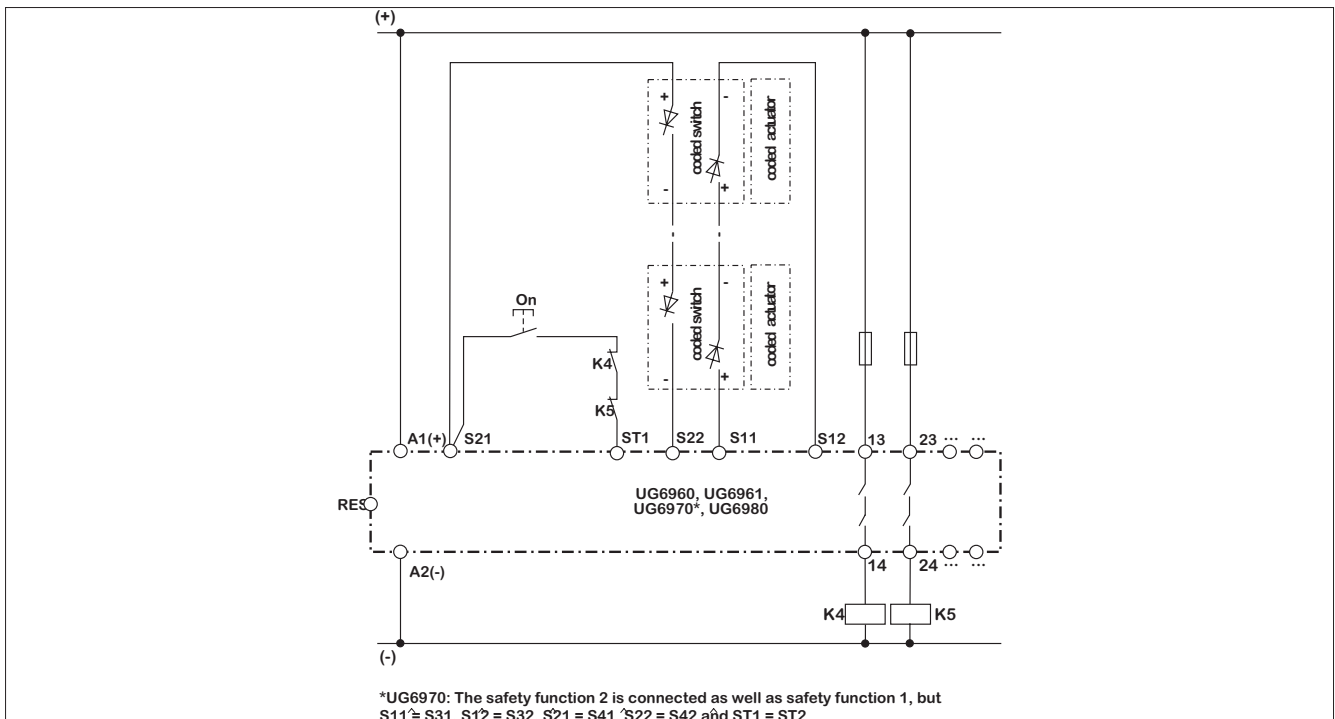 (+)
+
-
coded switch
coded actuator
-
+
+
-
On
coded switch
coded actuator
K4
-
+
K5
A1(+)
S21
ST1
S22
S11
S12
13
23
...
...
UG6960, UG6961,
RES
UG6970*, UG6980
A2(-)
14
24
...
...
K4
K5
(-)
*UG6970: The safety function 2 is connected as well as safety function 1, but
S11 ≙ S31, S12 ≙ S32, S21 ≙ S41, S22 ≙ S42 and ST1 ≙ ST2